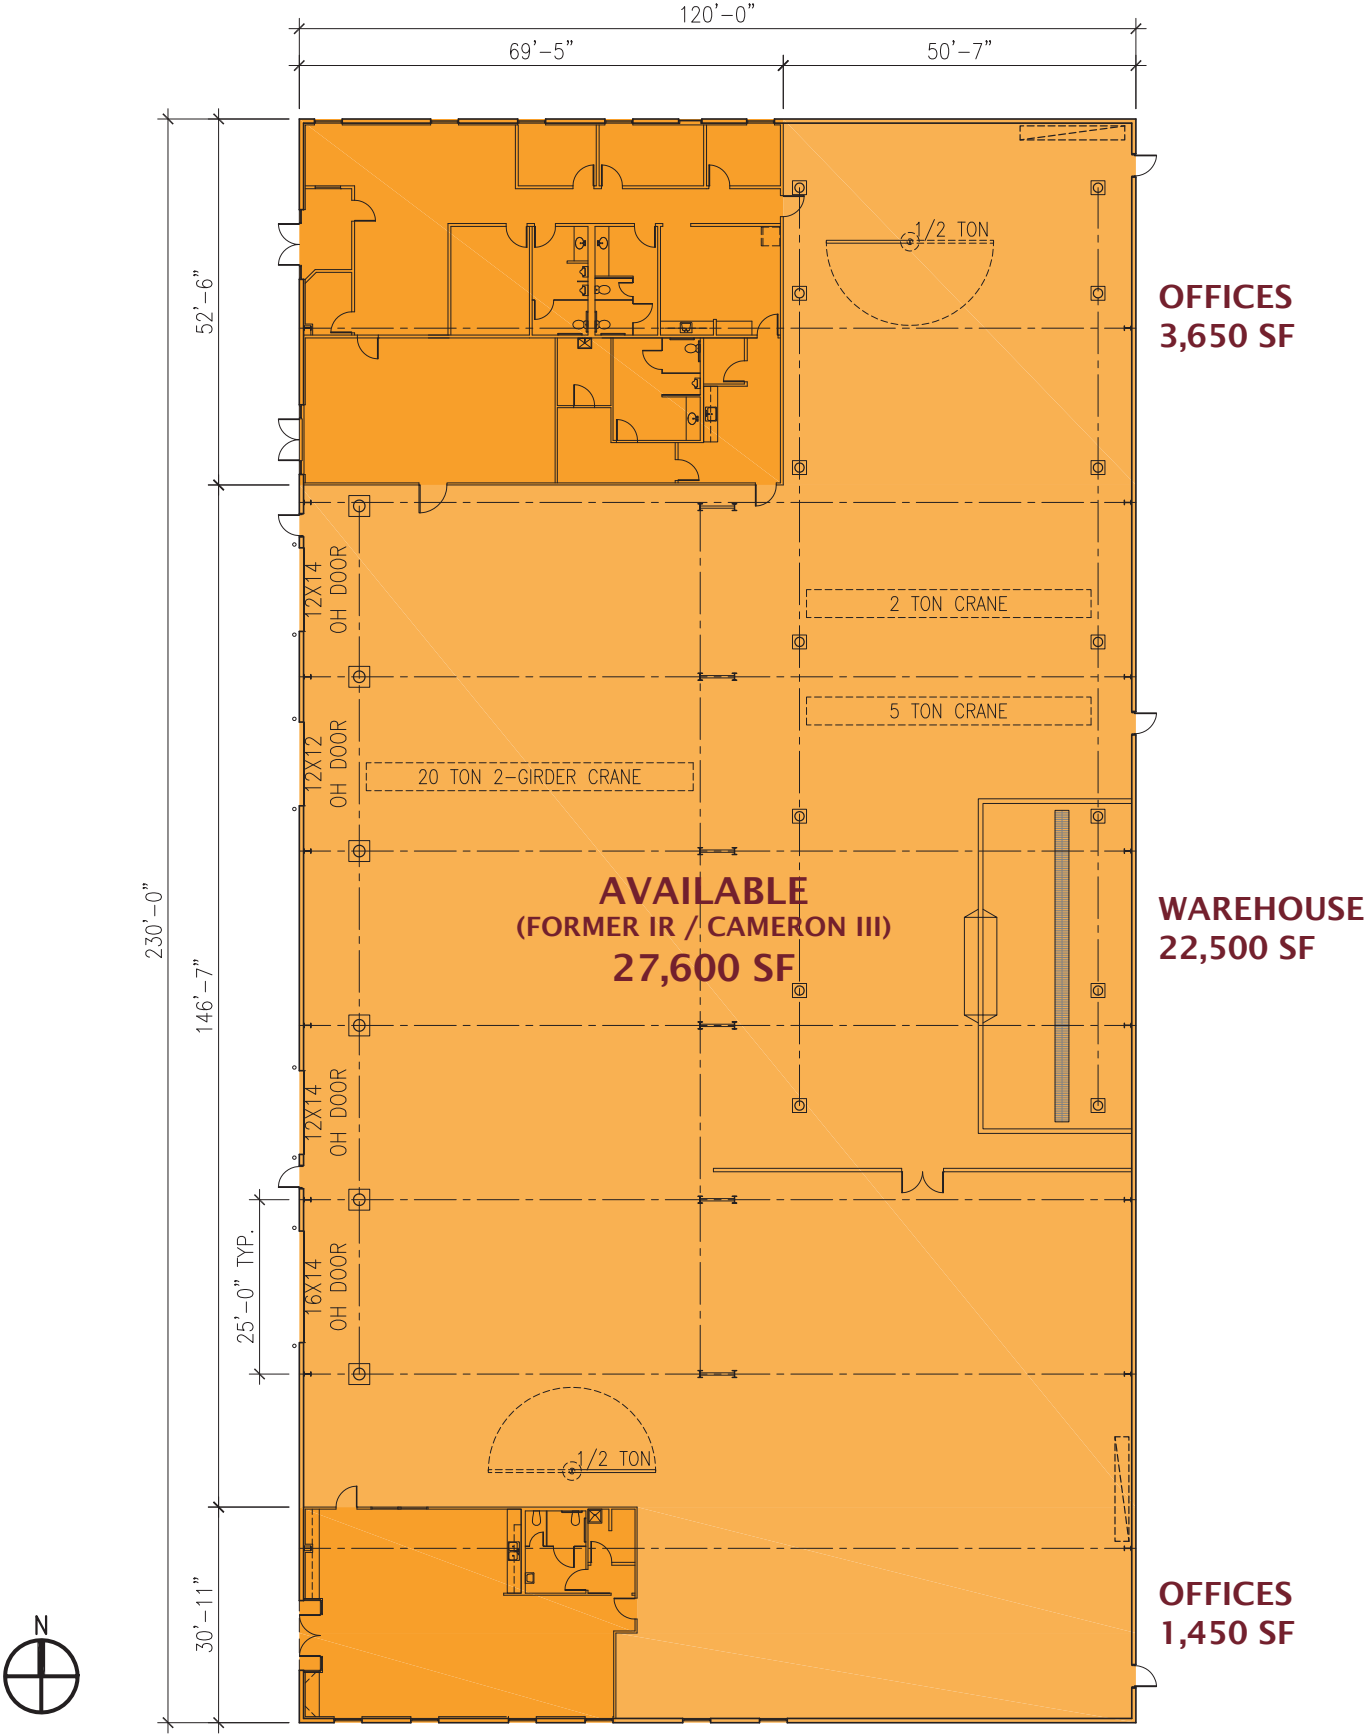 120’-0”
69’-5”
50’-7”
1/2 TON
OFFICES
3,650 SF
52’-6”
12X14
OH DOOR
2 TON CRANE
5 TON CRANE
12X12
OH DOOR
20 TON 2-GIRDER CRANE
AVAILABLE
(FORMER IR / CAMERON III)
27,600 SF
WAREHOUSE
22,500 SF
230’-0”
146’-7”
12X14
OH DOOR
25’-0” TYP.
16X14
OH DOOR
1/2 TON
30’-11”
OFFICES
1,450 SF
N